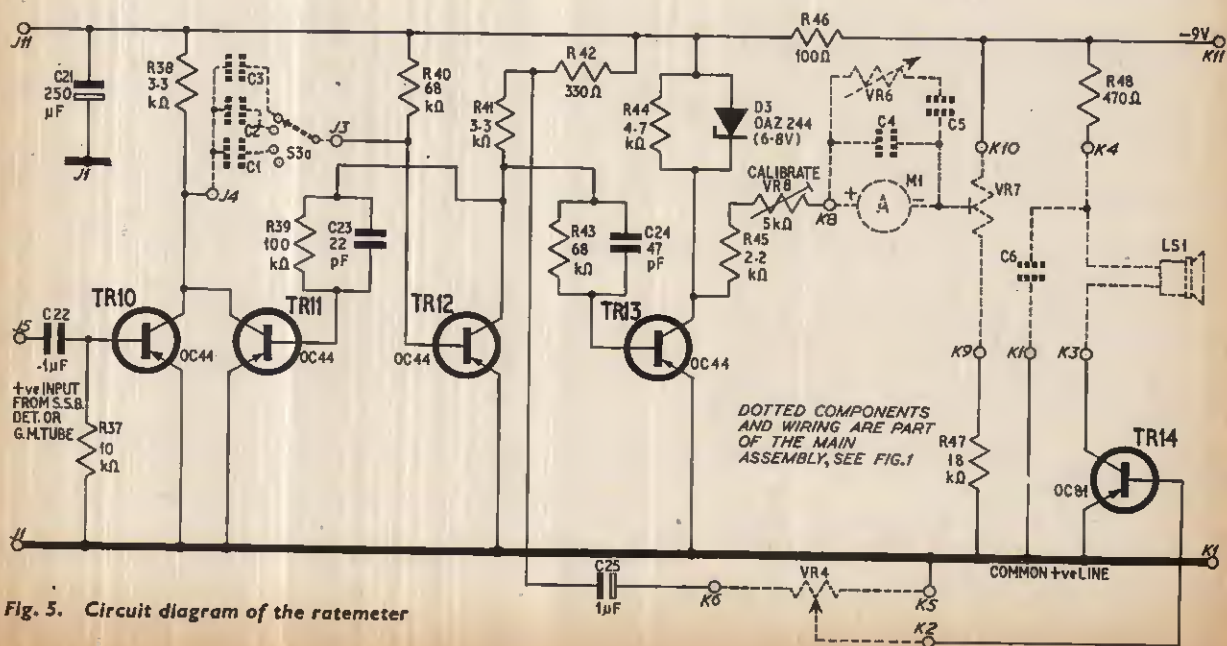 J11
C21
250
µF
J1
R38
3·3
kΩ
C3
C2
C1
S3a
J3
J4
R40
68
kΩ
R41
3·3
kΩ
R42
330Ω
R44
4·7
kΩ
D3
OAZ 244
(6·8V)
R46
100Ω
-9V
K11
VR6
C4
C5
M1
A
+
-
CALIBRATE
VR8
5kΩ
K8
R45
2·2
kΩ
K10
VR7
R48
470Ω
K4
C6
LS1
K9
K1
K3
R39
100
kΩ
C23
22
pF
R43
68
kΩ
C24
47
pF
TR10
OC44
TR11
OC44
TR12
OC44
TR13
OC44
TR14
OC81
J5
C22
·1µF
+ve INPUT
FROM S.S.B.
DET. OR
G.M. TUBE
R37
10
kΩ
DOTTED COMPONENTS
AND WIRING ARE PART
OF THE MAIN
ASSEMBLY, SEE FIG.1
R47
18
kΩ
J1
COMMON +ve LINE
K1
C25
1µF
K6
VR4
K5
K2
Fig. 5. Circuit diagram of the ratemeter